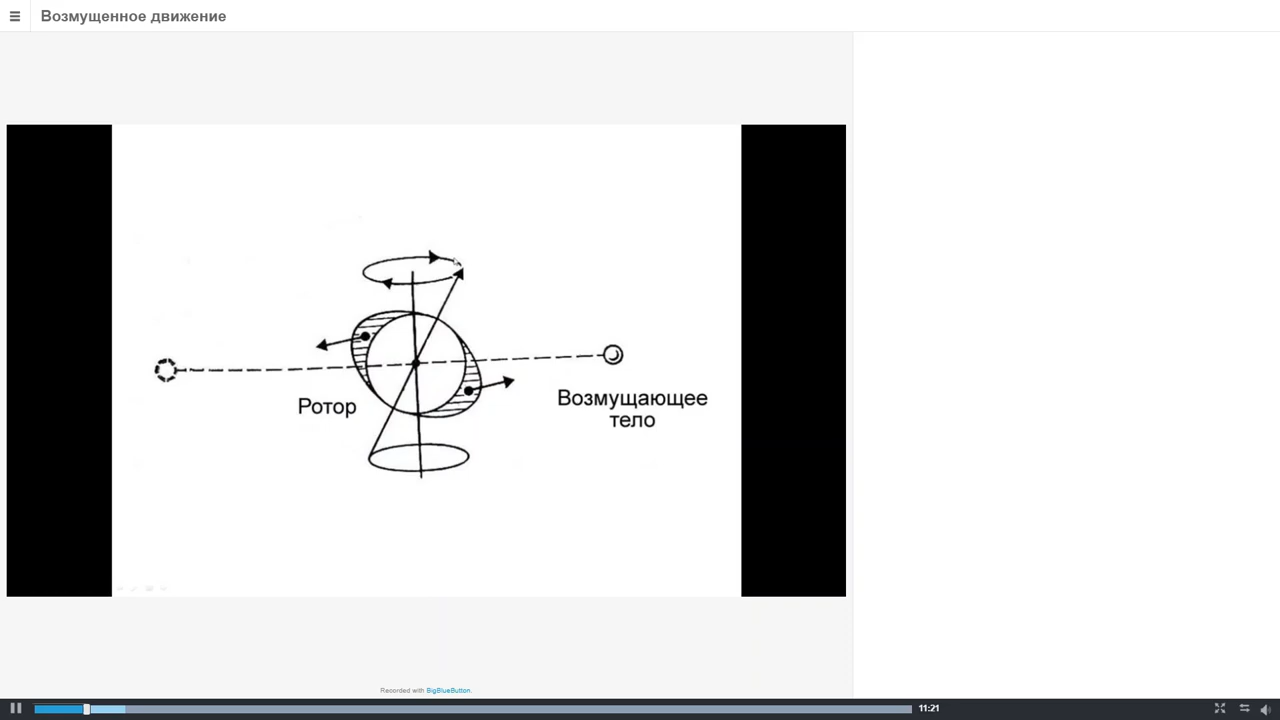 Возмущенное движение
Ротор
Возмущающее
тело
Recorded with BigBlueButton.
11:21